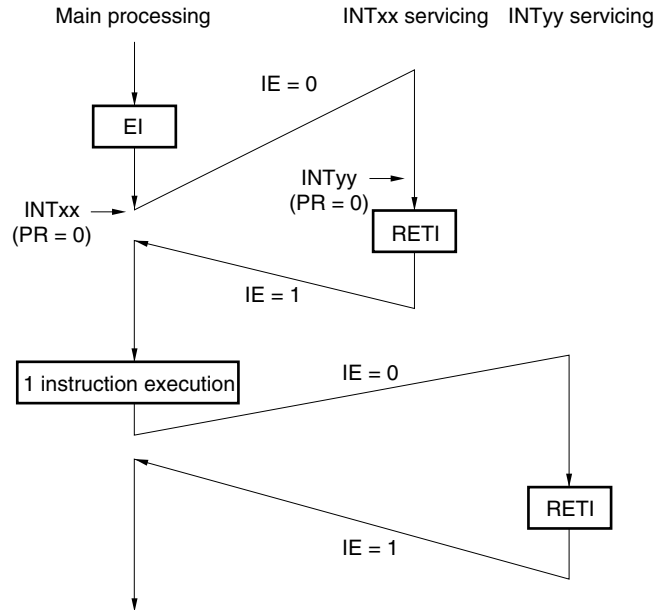 Main processing
INTxx servicing
INTyy servicing
IE = 0
EI
INTyy
(PR = 0)
INTxx
(PR = 0)
RETI
IE = 1
1 instruction execution
IE = 0
RETI
IE = 1